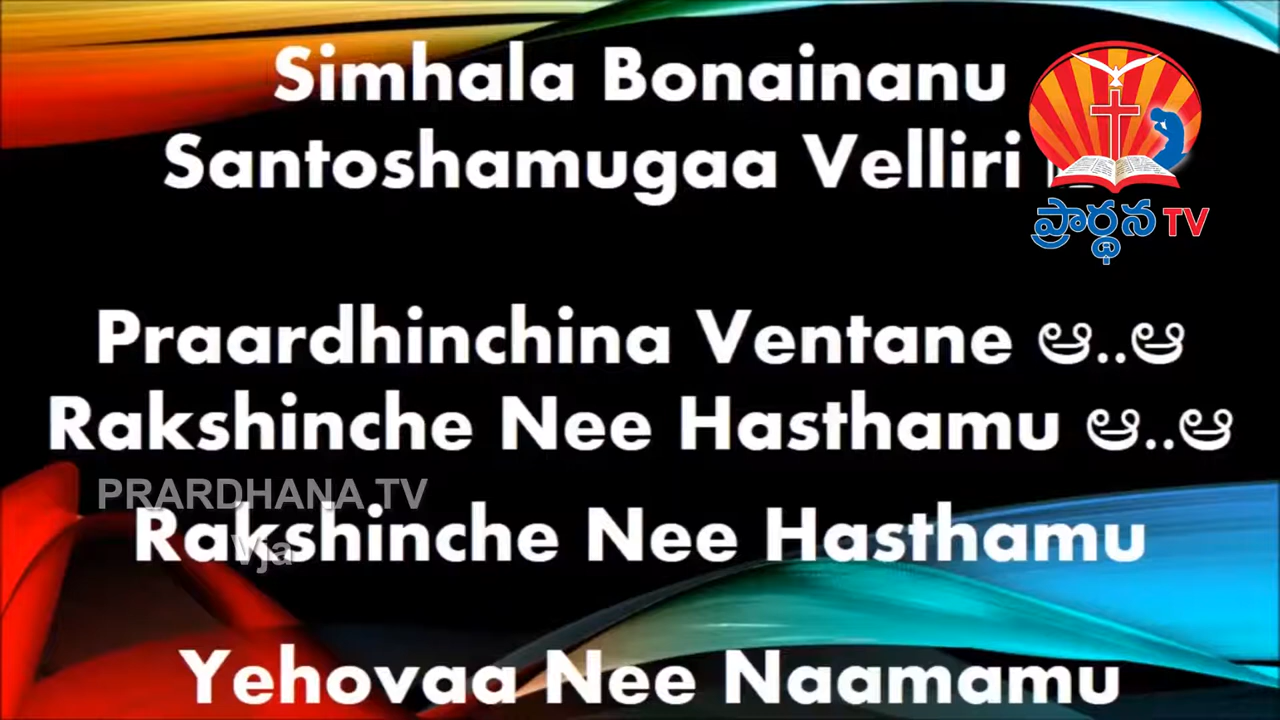 Simhala Bonainanu
Santoshamugaa Velliri
ప్రార్థన TV
Praardhinchina Ventane ఆ..ఆ
Rakshinche Nee Hasthamu ఆ..ఆ
PRARDHANA.TV
Rakshinche Nee Hasthamu
Vja
Yehovaa Nee Naamamu